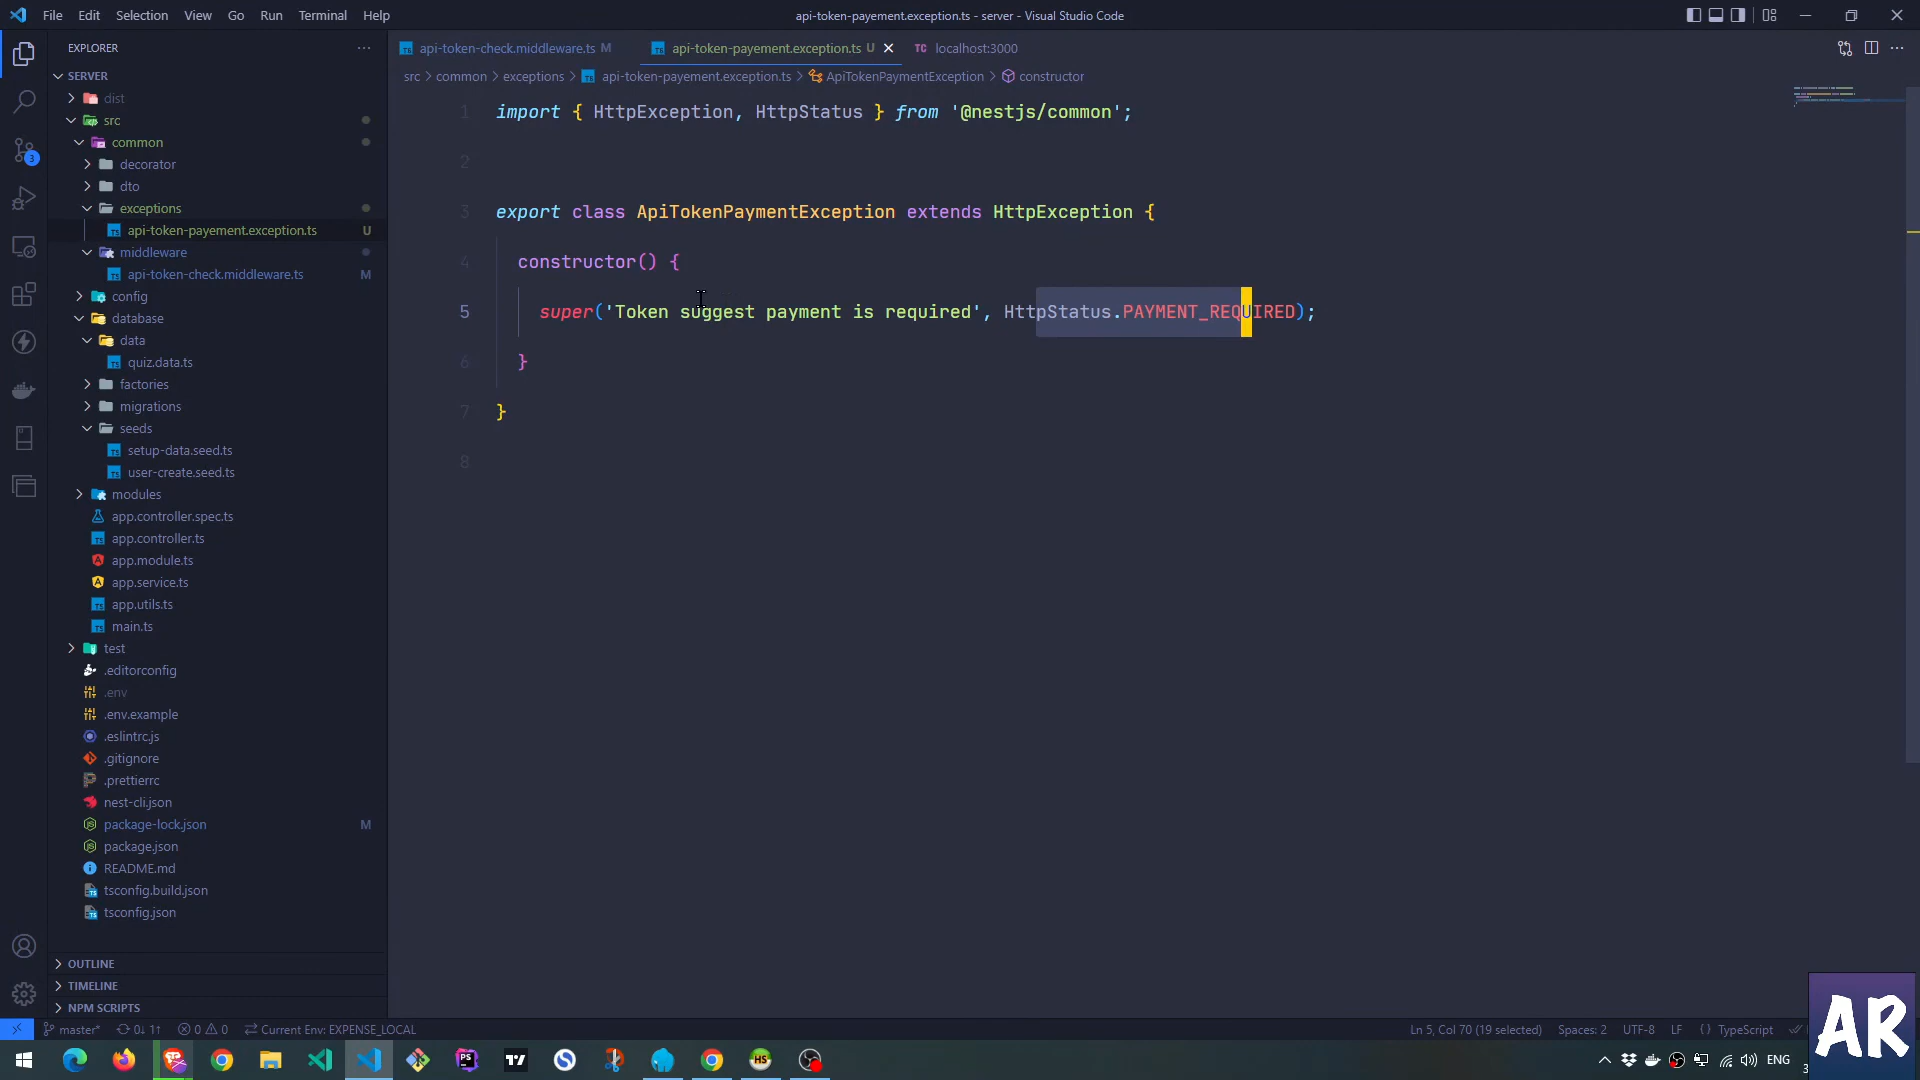 File Edit Selection View Go Run Terminal Help
api-token-payement.exception.ts - server - Visual Studio Code
EXPLORER
SERVER
dist
src
common
decorator
dto
exceptions
api-token-payement.exception.ts U
middleware
api-token-check.middleware.ts M
config
database
data
quiz.data.ts
factories
migrations
seeds
setup-data.seed.ts
user-create.seed.ts
modules
app.controller.spec.ts
app.controller.ts
app.module.ts
app.service.ts
app.utils.ts
main.ts
test
.editorconfig
.env
.env.example
.eslintrc.js
.gitignore
.prettierrc
nest-cli.json
package-lock.json M
package.json
README.md
tsconfig.build.json
tsconfig.json
OUTLINE
TIMELINE
NPM SCRIPTS
api-token-check.middleware.ts M api-token-payement.exception.ts U TC localhost:3000
src > common > exceptions > api-token-payement.exception.ts > ApiTokenPaymentException > constructor
1 import { HttpException, HttpStatus } from '@nestjs/common';
2
3 export class ApiTokenPaymentException extends HttpException {
4 constructor() {
5 super('Token suggest payment is required', HttpStatus.PAYMENT_REQUIRED);
6 }
7 }
8
3
master* 0↓ 1↑ 0 0 Current Env: EXPENSE_LOCAL
Ln 5, Col 70 (19 selected) Spaces: 2 UTF-8 LF {} TypeScript
ENG
AR